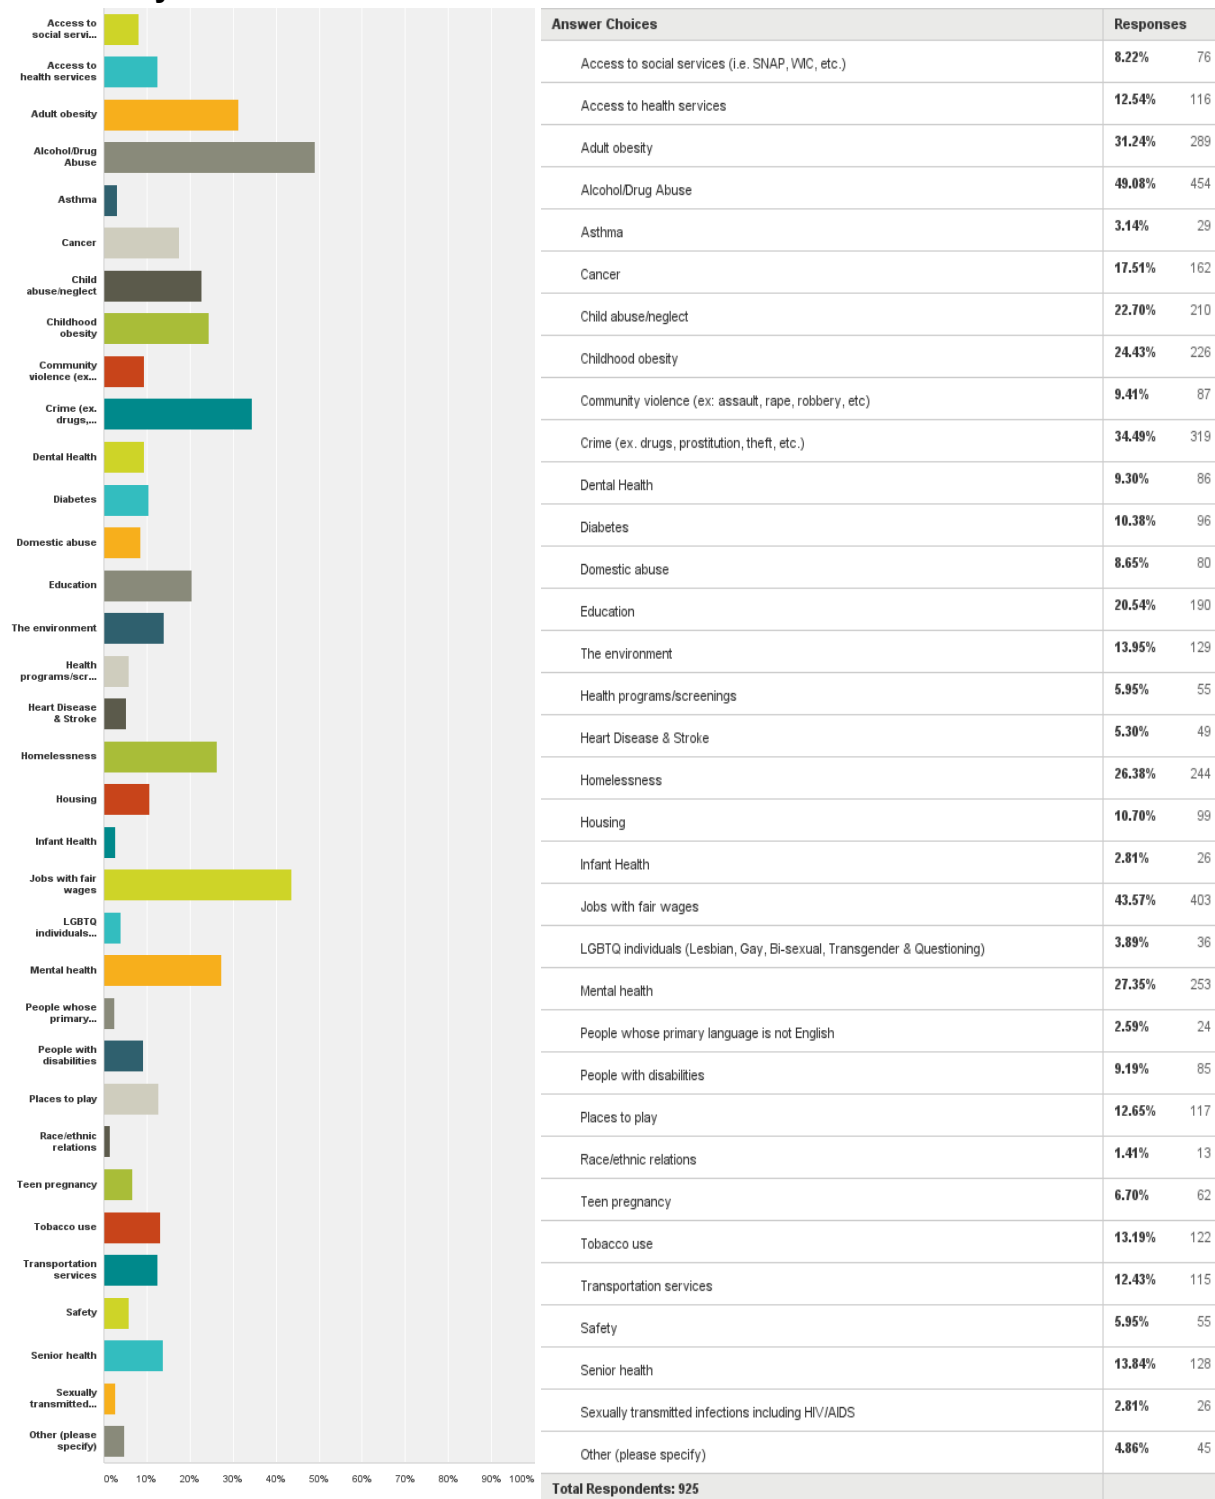 Access to
social servi...
Access to
health services
Adult obesity
Alcohol/Drug
Abuse
Asthma
Cancer
Child
abuse/neglect
Childhood
obesity
Community
violence (ex...
Crime (ex.
drugs,...
Dental Health
Diabetes
Domestic abuse
Education
The environment
Health
programs/scr...
Heart Disease
& Stroke
Homelessness
Housing
Infant Health
Jobs with fair
wages
LGBTQ
individuals...
Mental health
People whose
primary...
People with
disabilities
Places to play
Race/ethnic
relations
Teen pregnancy
Tobacco use
Transportation
services
Safety
Senior health
Sexually
transmitted...
Other (please
specify)
0% 10% 20% 30% 40% 50% 60% 70% 80% 90% 100%
Answer Choices Responses
Access to social services (i.e. SNAP, WIC, etc.) 8.22% 76
Access to health services 12.54% 116
Adult obesity 31.24% 289
Alcohol/Drug Abuse 49.08% 454
Asthma 3.14% 29
Cancer 17.51% 162
Child abuse/neglect 22.70% 210
Childhood obesity 24.43% 226
Community violence (ex: assault, rape, robbery, etc) 9.41% 87
Crime (ex. drugs, prostitution, theft, etc.) 34.49% 319
Dental Health 9.30% 86
Diabetes 10.38% 96
Domestic abuse 8.65% 80
Education 20.54% 190
The environment 13.95% 129
Health programs/screenings 5.95% 55
Heart Disease & Stroke 5.30% 49
Homelessness 26.38% 244
Housing 10.70% 99
Infant Health 2.81% 26
Jobs with fair wages 43.57% 403
LGBTQ individuals (Lesbian, Gay, Bi-sexual, Transgender & Questioning) 3.89% 36
Mental health 27.35% 253
People whose primary language is not English 2.59% 24
People with disabilities 9.19% 85
Places to play 12.65% 117
Race/ethnic relations 1.41% 13
Teen pregnancy 6.70% 62
Tobacco use 13.19% 122
Transportation services 12.43% 115
Safety 5.95% 55
Senior health 13.84% 128
Sexually transmitted infections including HIV/AIDS 2.81% 26
Other (please specify) 4.86% 45
Total Respondents: 925